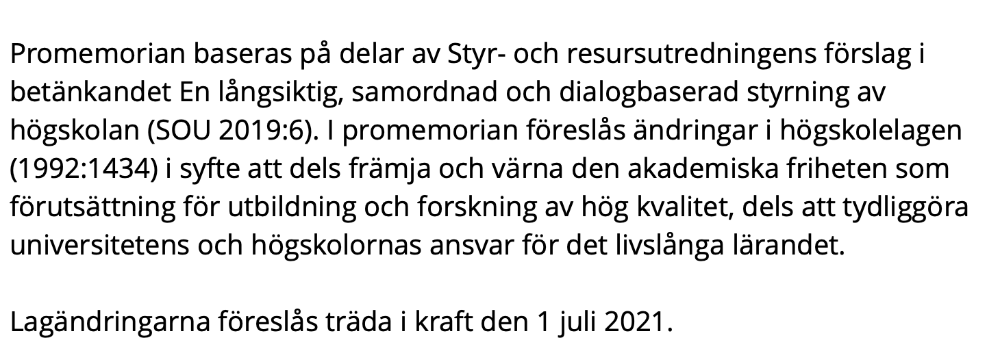 Promemorian baseras på delar av Styr- och resursutredningens förslag i
betänkandet En långsiktig, samordnad och dialogbaserad styrning av
högskolan (SOU 2019:6). I promemorian föreslås ändringar i högskolelagen
(1992:1434) i syfte att dels främja och värna den akademiska friheten som
förutsättning för utbildning och forskning av hög kvalitet, dels att tydliggöra
universitetens och högskolornas ansvar för det livslånga lärandet.
Lagändringarna föreslås träda i kraft den 1 juli 2021.